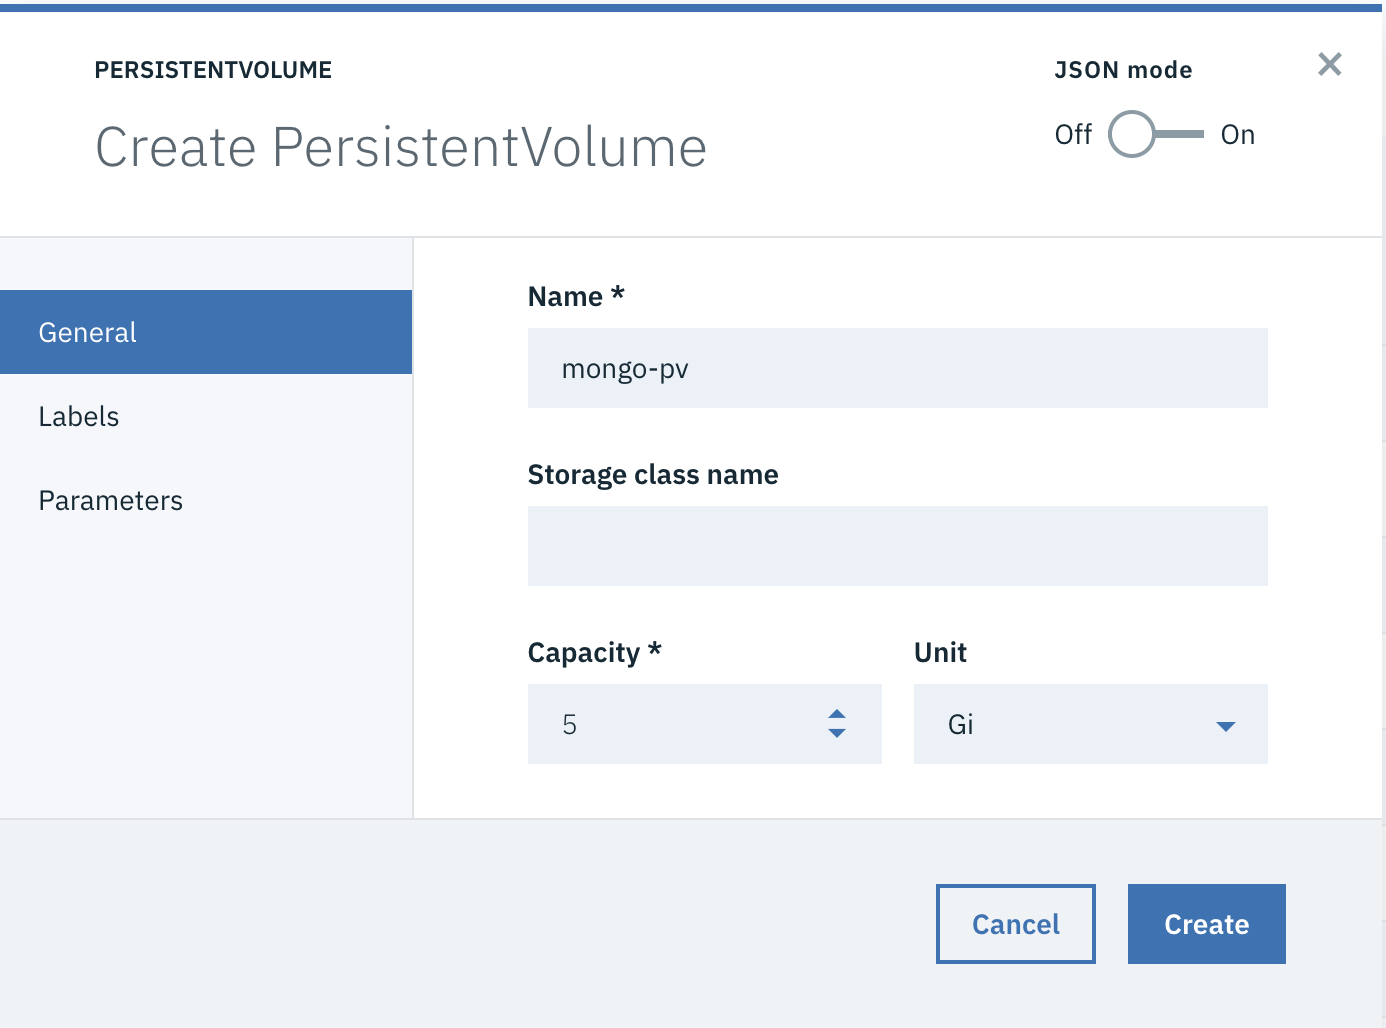 PERSISTENTVOLUME
Create PersistentVolume
JSON mode
Off On
General
Labels
Parameters
Name *
mongo-pv
Storage class name
Capacity * Unit
5 Gi
Cancel Create